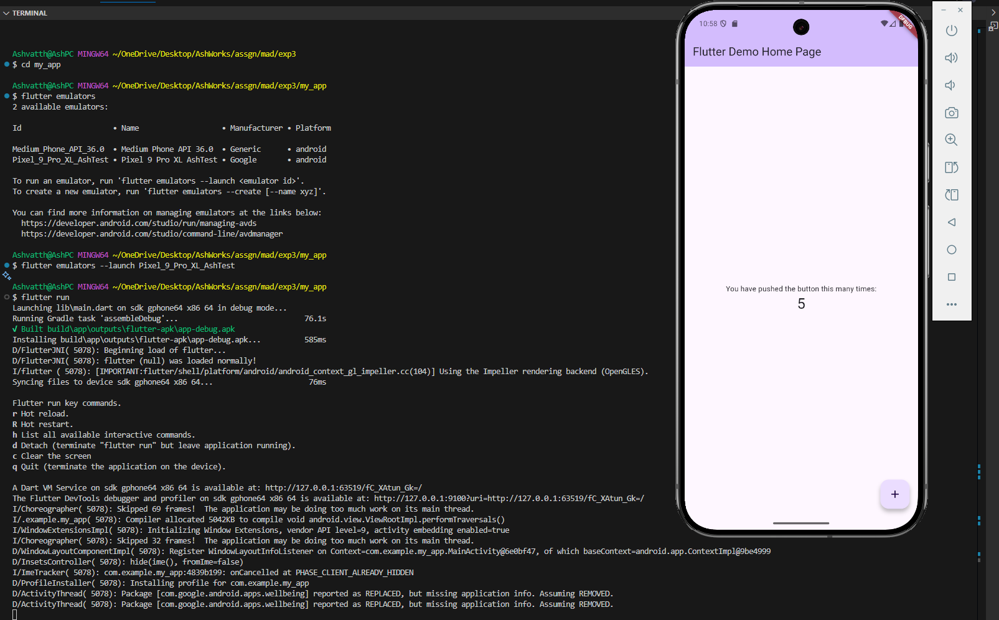 TERMINAL
Ashvatth@AshPC MINGW64 ~/OneDrive/Desktop/AshWorks/assgn/mad/exp3
$ cd my_app
Ashvatth@AshPC MINGW64 ~/OneDrive/Desktop/AshWorks/assgn/mad/exp3/my_app
$ flutter emulators
2 available emulators:
Id • Name • Manufacturer • Platform
Medium_Phone_API_36.0 • Medium Phone API 36.0 • Generic • android
Pixel_9_Pro_XL_AshTest • Pixel 9 Pro XL AshTest • Google • android
To run an emulator, run 'flutter emulators --launch <emulator id>'.
To create a new emulator, run 'flutter emulators --create [--name xyz]'.
You can find more information on managing emulators at the links below:
https://developer.android.com/studio/run/managing-avds
https://developer.android.com/studio/command-line/avdmanager
Ashvatth@AshPC MINGW64 ~/OneDrive/Desktop/AshWorks/assgn/mad/exp3/my_app
$ flutter emulators --launch Pixel_9_Pro_XL_AshTest
Ashvatth@AshPC MINGW64 ~/OneDrive/Desktop/AshWorks/assgn/mad/exp3/my_app
$ flutter run
Launching lib\main.dart on sdk gphone64 x86 64 in debug mode...
Running Gradle task 'assembleDebug'... 76.1s
√ Built build\app\outputs\flutter-apk\app-debug.apk
Installing build\app\outputs\flutter-apk\app-debug.apk... 585ms
D/FlutterJNI( 5078): Beginning load of flutter...
D/FlutterJNI( 5078): flutter (null) was loaded normally!
I/flutter ( 5078): [IMPORTANT:flutter/shell/platform/android/android_context_gl_impeller.cc(104)] Using the Impeller rendering backend (OpenGLES).
Syncing files to device sdk gphone64 x86 64... 76ms
Flutter run key commands.
r Hot reload.
R Hot restart.
h List all available interactive commands.
d Detach (terminate "flutter run" but leave application running).
c Clear the screen
q Quit (terminate the application on the device).
A Dart VM Service on sdk gphone64 x86 64 is available at: http://127.0.0.1:63519/fC_XAtun_Gk=/
The Flutter DevTools debugger and profiler on sdk gphone64 x86 64 is available at: http://127.0.0.1:9100?uri=http://127.0.0.1:63519/fC_XAtun_Gk=/
I/Choreographer( 5078): Skipped 69 frames!  The application may be doing too much work on its main thread.
I/.example.my_app( 5078): Compiler allocated 5042KB to compile void android.view.ViewRootImpl.performTraversals()
I/WindowExtensionsImpl( 5078): Initializing Window Extensions, vendor API level=9, activity embedding enabled=true
I/Choreographer( 5078): Skipped 32 frames!  The application may be doing too much work on its main thread.
D/WindowLayoutComponentImpl( 5078): Register WindowLayoutInfoListener on Context=com.example.my_app.MainActivity@6e0bf47, of which baseContext=android.app.ContextImpl@9be4999
D/InsetsController( 5078): hide(ime(), fromIme=false)
I/ImeTracker( 5078): com.example.my_app:4839b199: onCancelled at PHASE_CLIENT_ALREADY_HIDDEN
D/ProfileInstaller( 5078): Installing profile for com.example.my_app
D/ActivityThread( 5078): Package [com.google.android.apps.wellbeing] reported as REPLACED, but missing application info. Assuming REMOVED.
D/ActivityThread( 5078): Package [com.google.android.apps.wellbeing] reported as REPLACED, but missing application info. Assuming REMOVED.
10:58
DEBUG
Flutter Demo Home Page
You have pushed the button this many times:
5
+